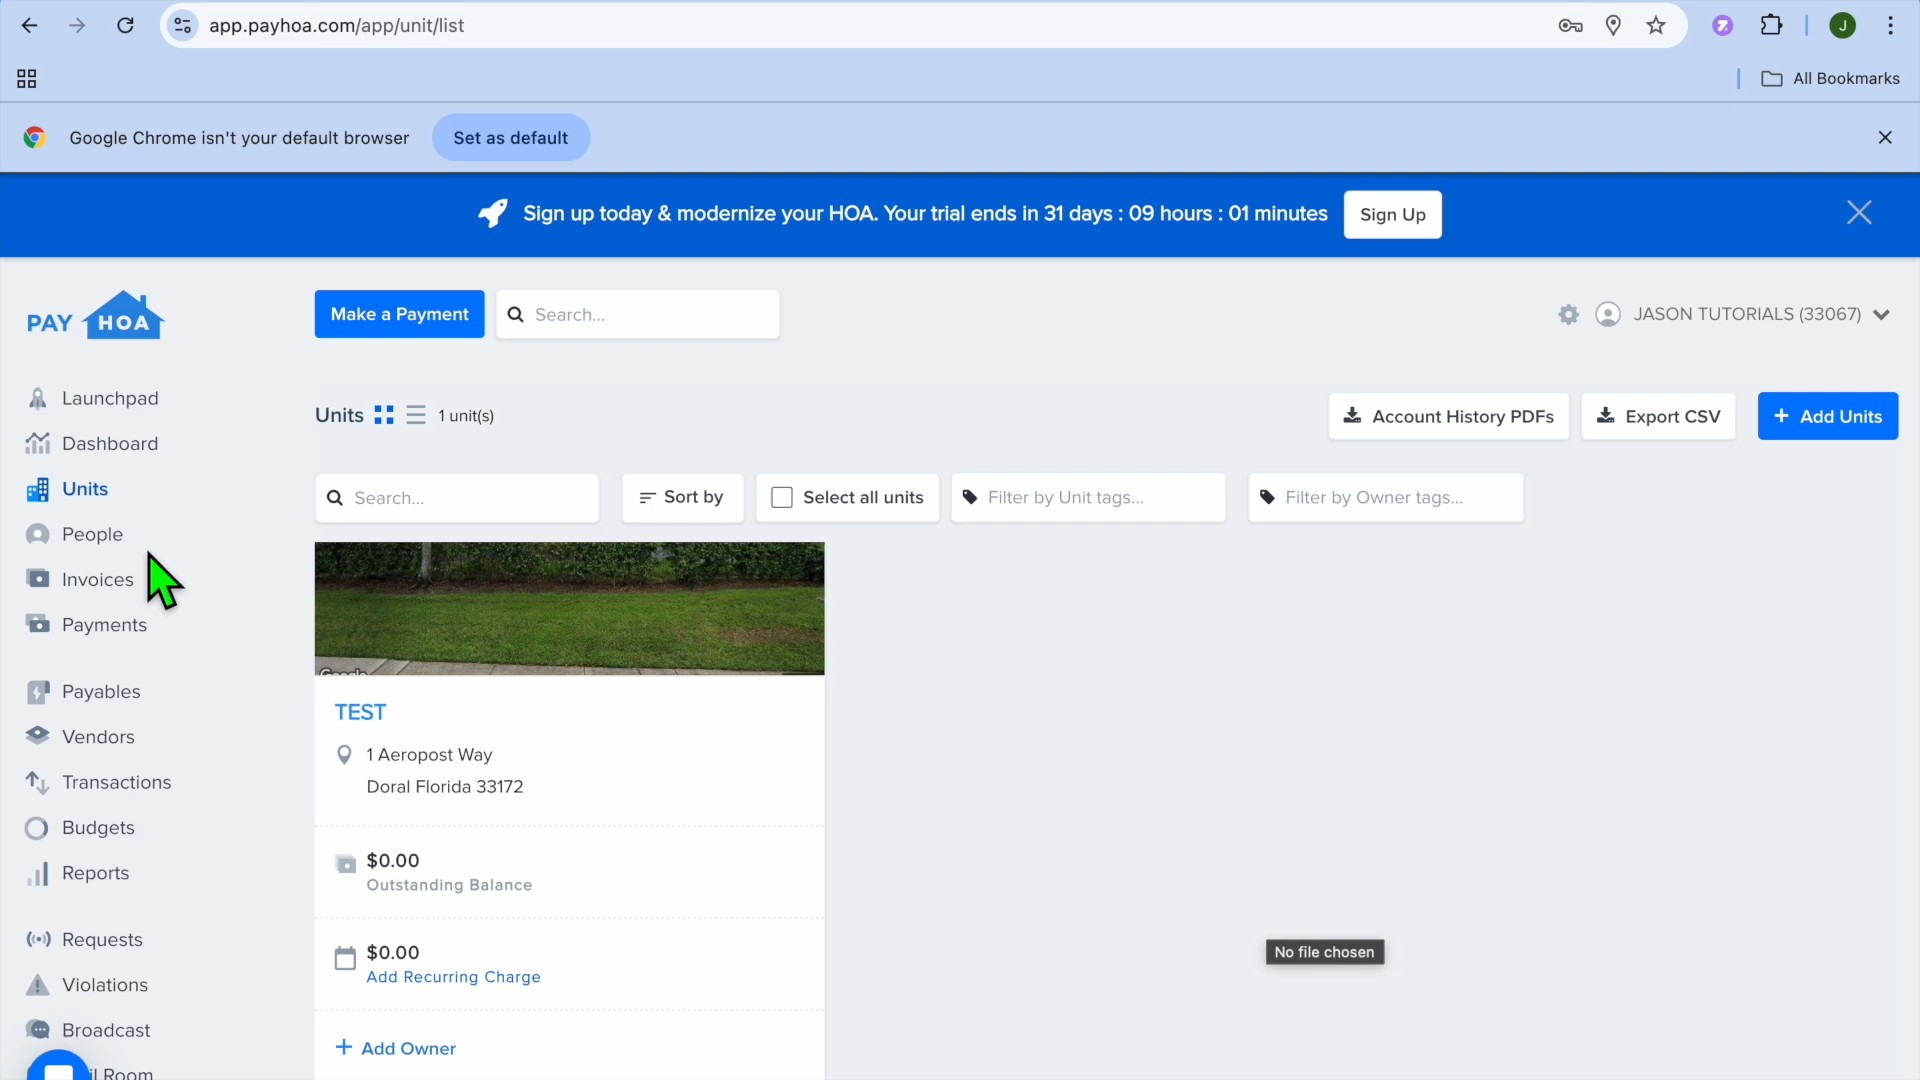 app.payhoa.com/app/unit/list
J
All Bookmarks
Google Chrome isn't your default browser
Set as default
Sign up today & modernize your HOA. Your trial ends in 31 days : 09 hours : 01 minutes
Sign Up
PAY HOA
Make a Payment
Search...
JASON TUTORIALS (33067)
Launchpad
Dashboard
Units
People
Invoices
Payments
Payables
Vendors
Transactions
Budgets
Reports
Requests
Violations
Broadcast
Room
Units
1 unit(s)
Account History PDFs
Export CSV
+ Add Units
Search...
Sort by
Select all units
Filter by Unit tags...
Filter by Owner tags...
Google
TEST
1 Aeropost Way
Doral Florida 33172
$0.00
Outstanding Balance
$0.00
Add Recurring Charge
+ Add Owner
No file chosen